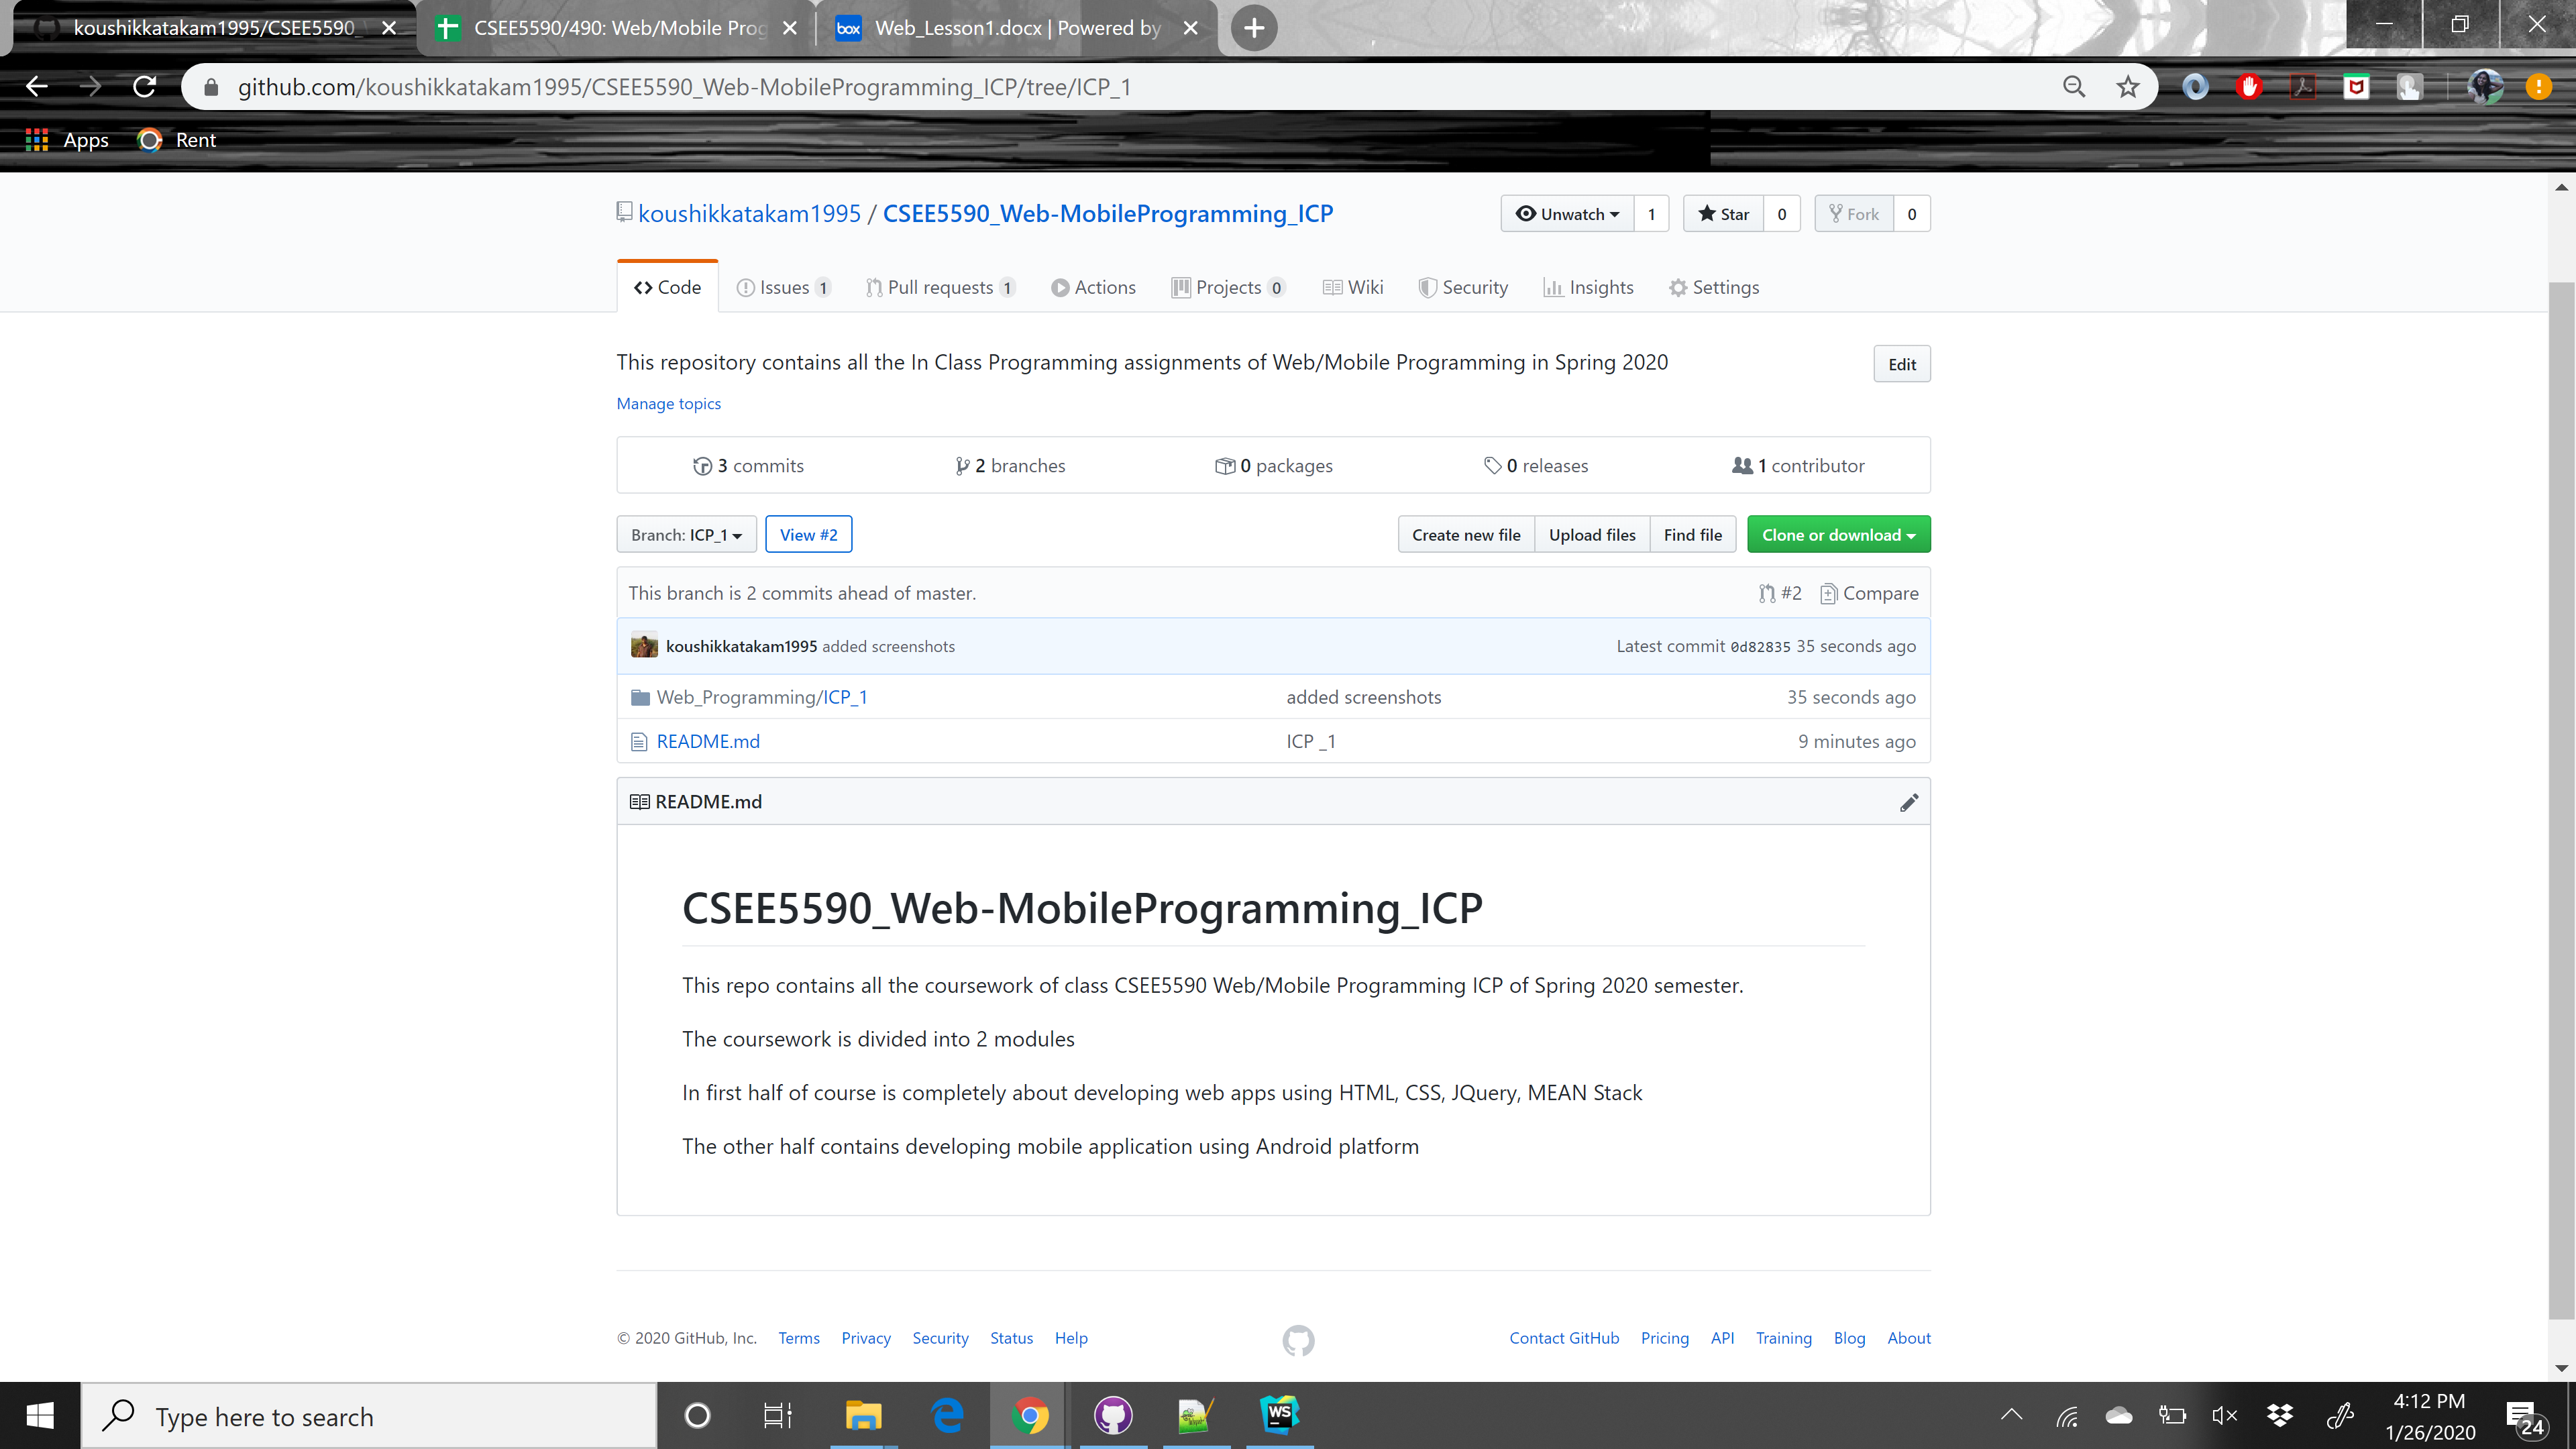 koushikkatakam1995/CSEE5590_
CSEE5590/490: Web/Mobile Prog
box
Web_Lesson1.docx | Powered by
github.com/koushikkatakam1995/CSEE5590_Web-MobileProgramming_ICP/tree/ICP_1
Apps
Rent
koushikkatakam1995 / CSEE5590_Web-MobileProgramming_ICP
Unwatch 1
Star 0
Fork 0
Code
Issues 1
Pull requests 1
Actions
Projects 0
Wiki
Security
Insights
Settings
This repository contains all the In Class Programming assignments of Web/Mobile Programming in Spring 2020
Edit
Manage topics
3 commits
2 branches
0 packages
0 releases
1 contributor
Branch: ICP_1
View #2
Create new file
Upload files
Find file
Clone or download
This branch is 2 commits ahead of master.
#2
Compare
koushikkatakam1995 added screenshots
Latest commit 0d82835 35 seconds ago
Web_Programming/ICP_1
added screenshots
35 seconds ago
README.md
ICP _1
9 minutes ago
README.md
CSEE5590_Web-MobileProgramming_ICP
This repo contains all the coursework of class CSEE5590 Web/Mobile Programming ICP of Spring 2020 semester.
The coursework is divided into 2 modules
In first half of course is completely about developing web apps using HTML, CSS, JQuery, MEAN Stack
The other half contains developing mobile application using Android platform
© 2020 GitHub, Inc.
Terms
Privacy
Security
Status
Help
Contact GitHub
Pricing
API
Training
Blog
About
Type here to search
WS
4:12 PM
1/26/2020
24